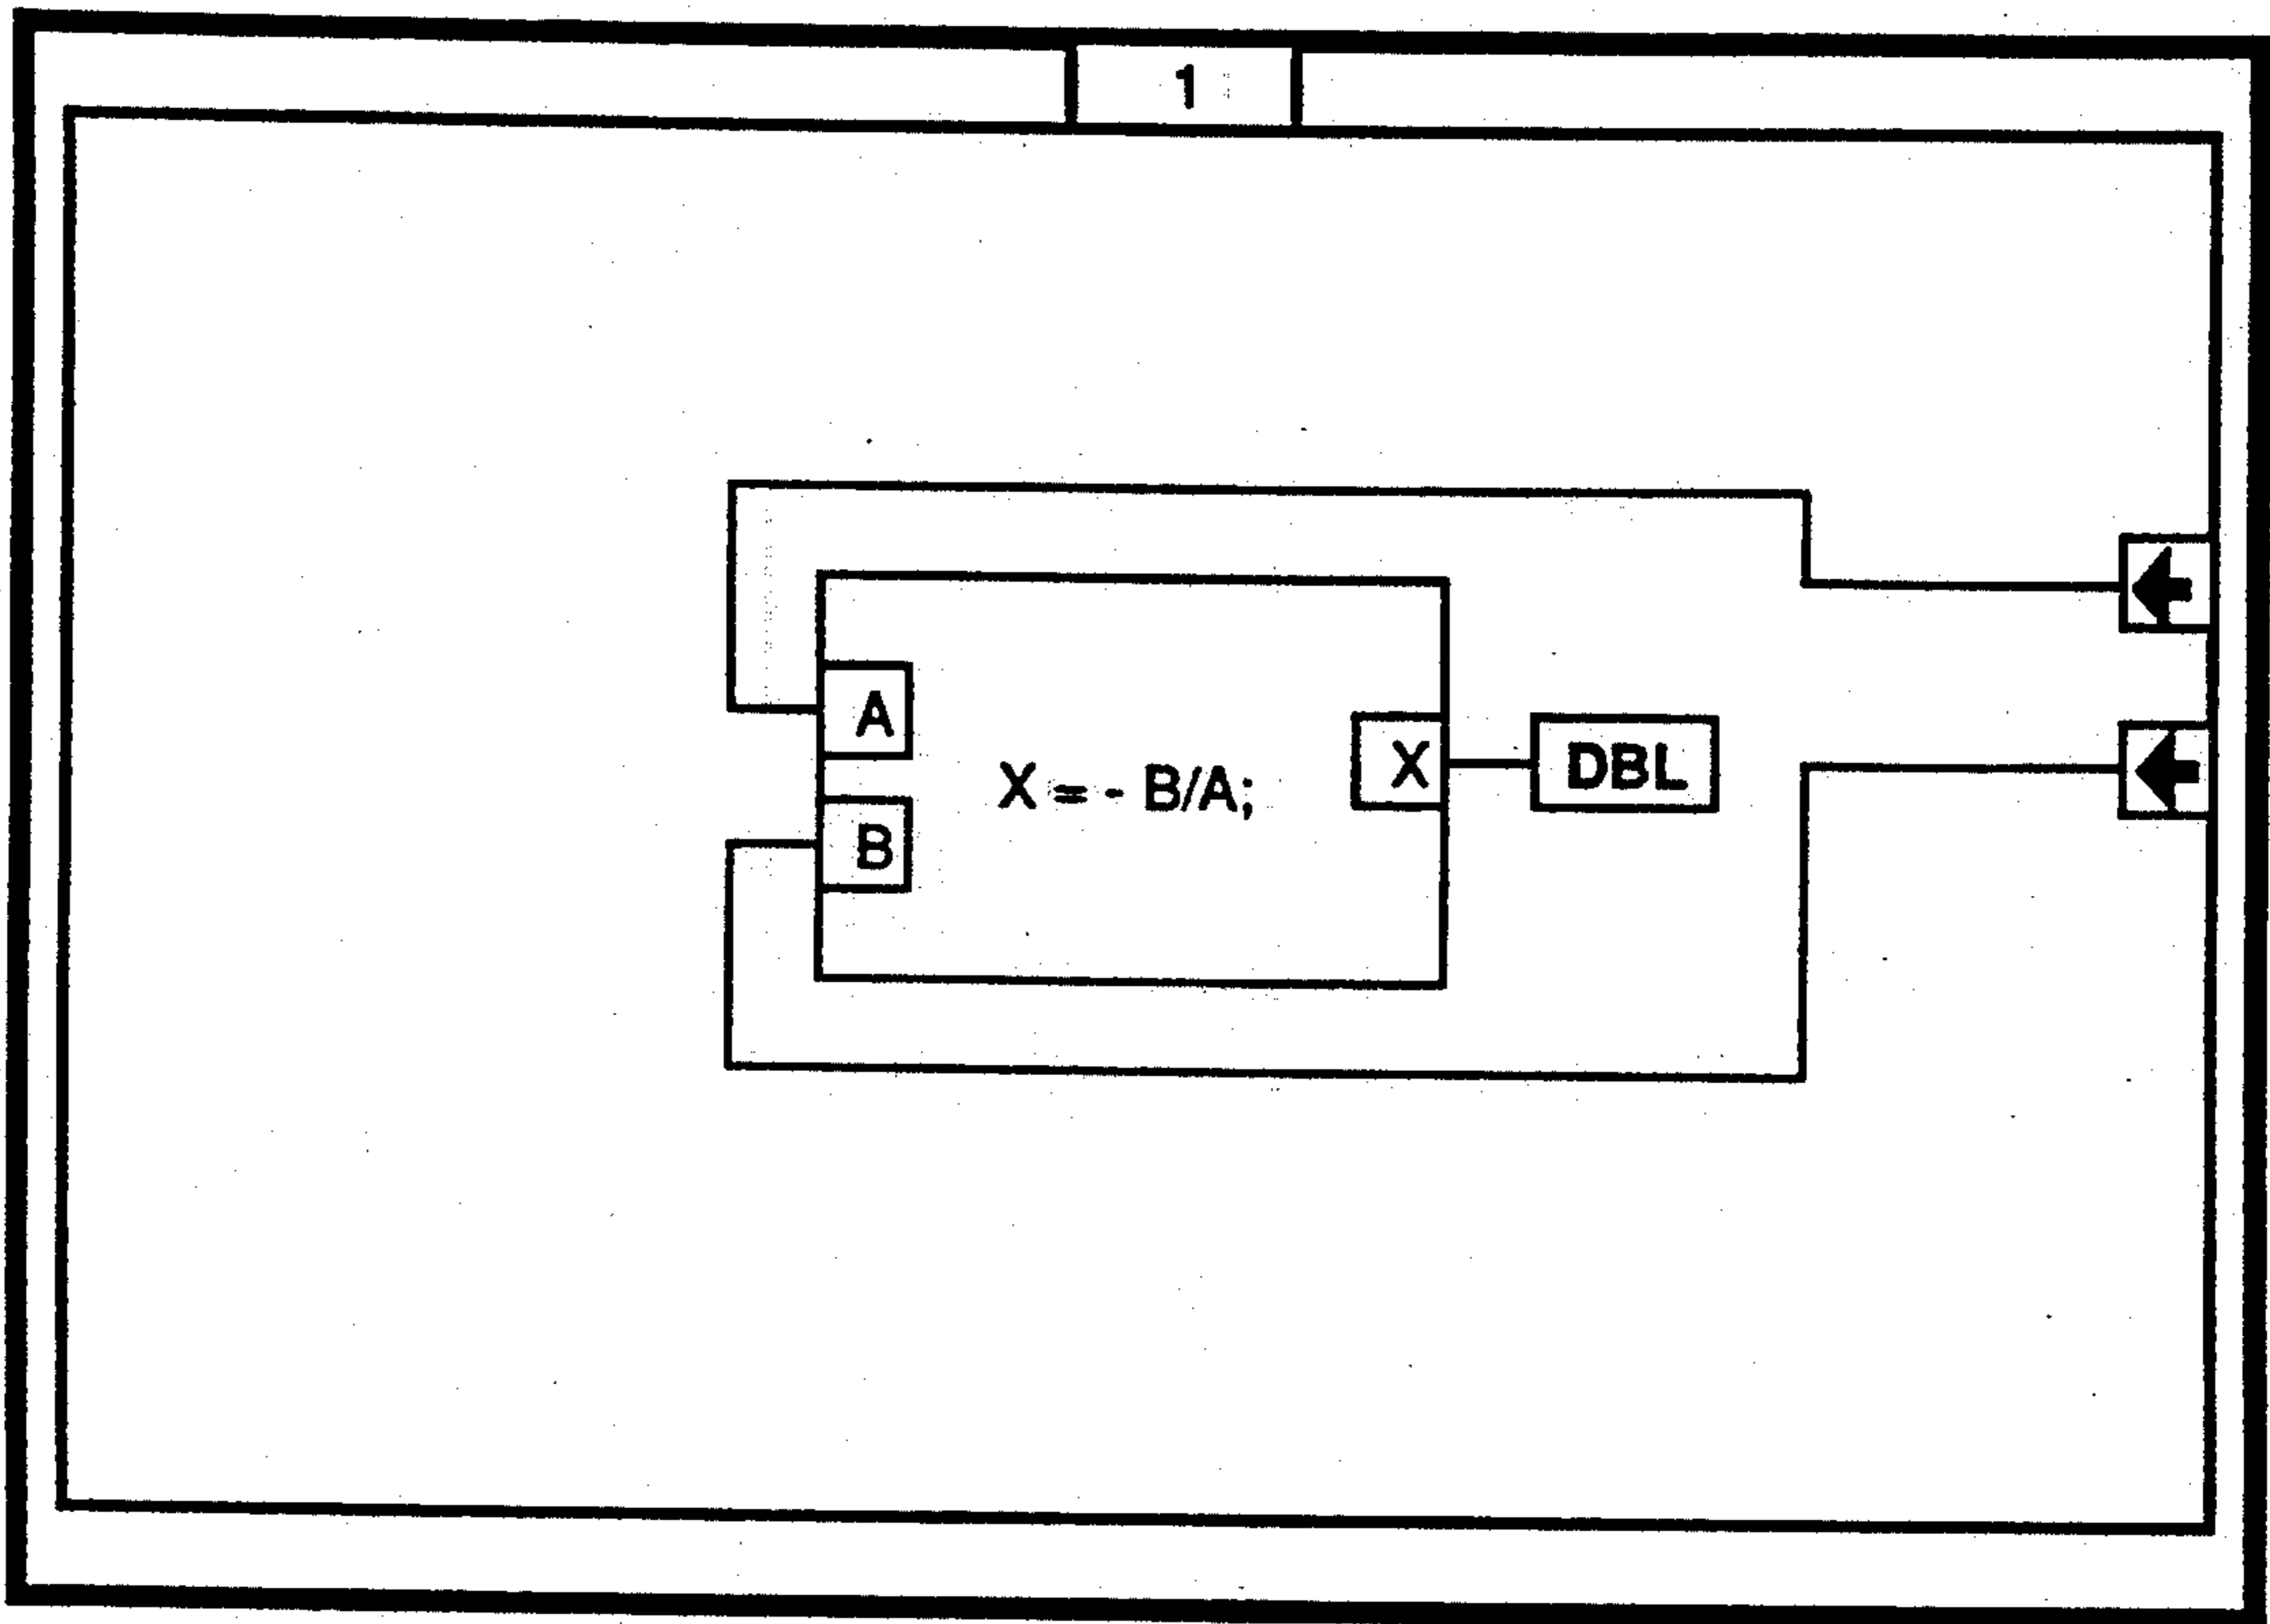 1
A
X = - B/A;
B
X
DBL